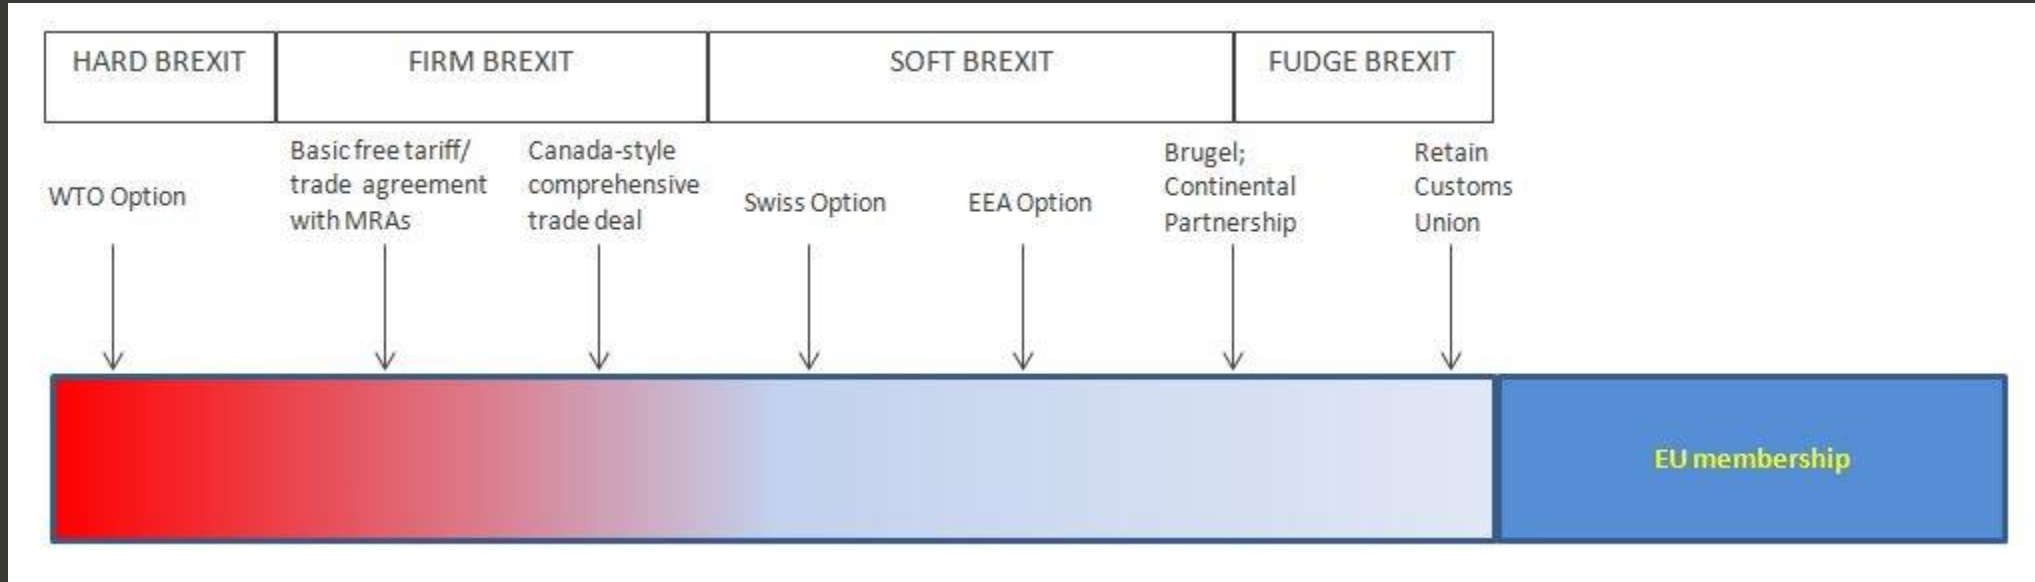 HARD BREXIT
FIRM BREXIT
SOFT BREXIT
FUDGE BREXIT
WTO Option
Basic free tariff/
trade agreement
with MRAs
Canada-style
comprehensive
trade deal
Swiss Option
EEA Option
Brugel;
Continental
Partnership
Retain
Customs
Union
EU membership